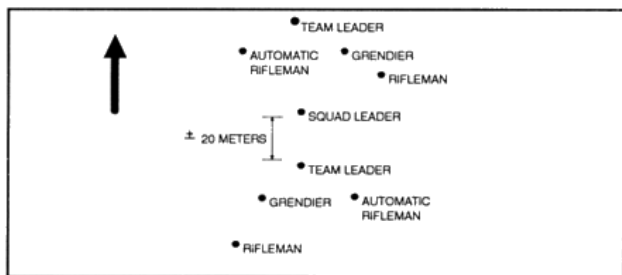 TEAM LEADER
AUTOMATIC
RIFLEMAN
GRENDIER
RIFLEMAN
SQUAD LEADER
± 20 METERS
TEAM LEADER
GRENDIER
AUTOMATIC
RIFLEMAN
RIFLEMAN